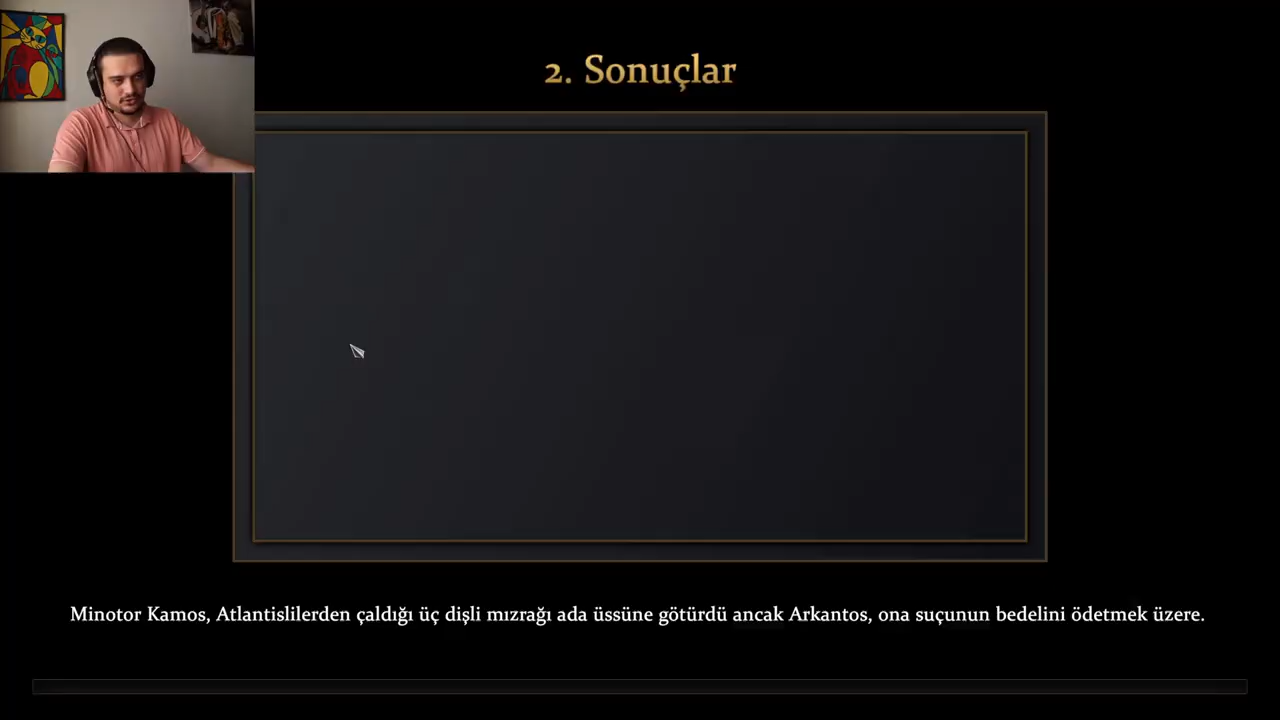 2. Sonuçlar
Minotor Kamos, Atlantislilerden çaldığı üç dişli mızrağı ada üssüne götürdü ancak Arkantos, ona suçunun bedelini ödetmek üzere.